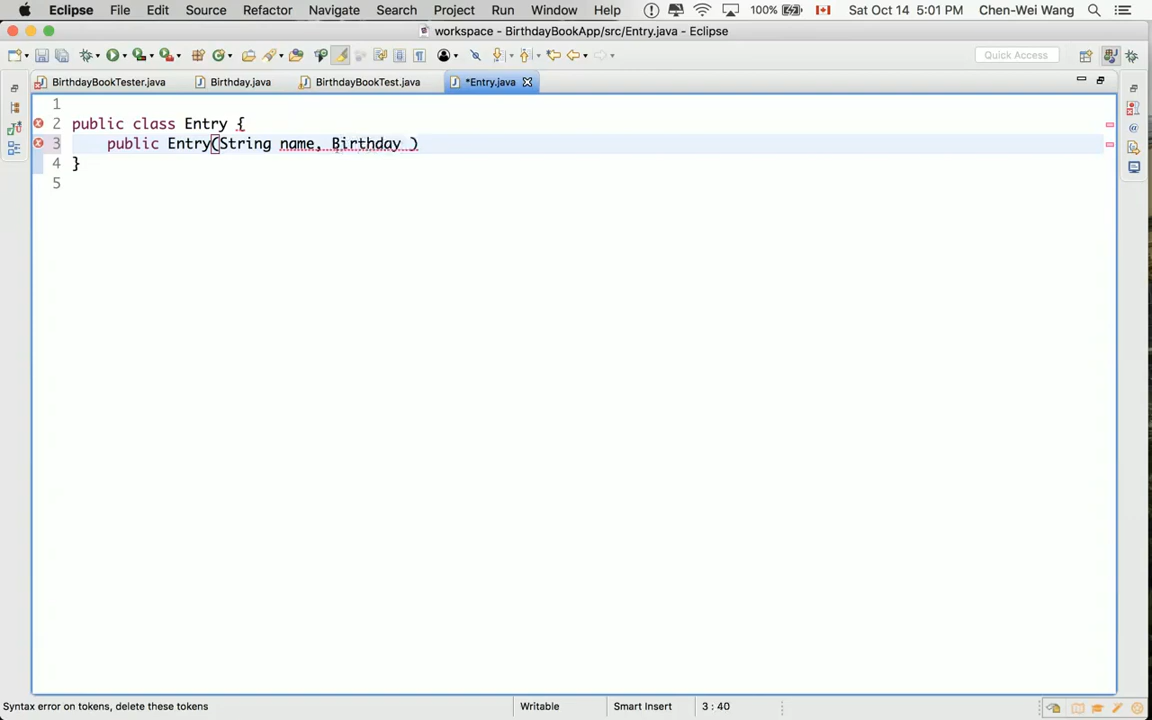 Eclipse File Edit Source Refactor Navigate Search Project Run Window Help 100% Sat Oct 14 5:01 PM Chen-Wei Wang
workspace - BirthdayBookApp/src/Entry.java - Eclipse
Quick Access
BirthdayBookTester.java Birthday.java BirthdayBookTest.java *Entry.java
1
2 public class Entry {
3 public Entry(String name, Birthday )
4 }
5
Syntax error on tokens, delete these tokens Writable Smart Insert 3 : 40